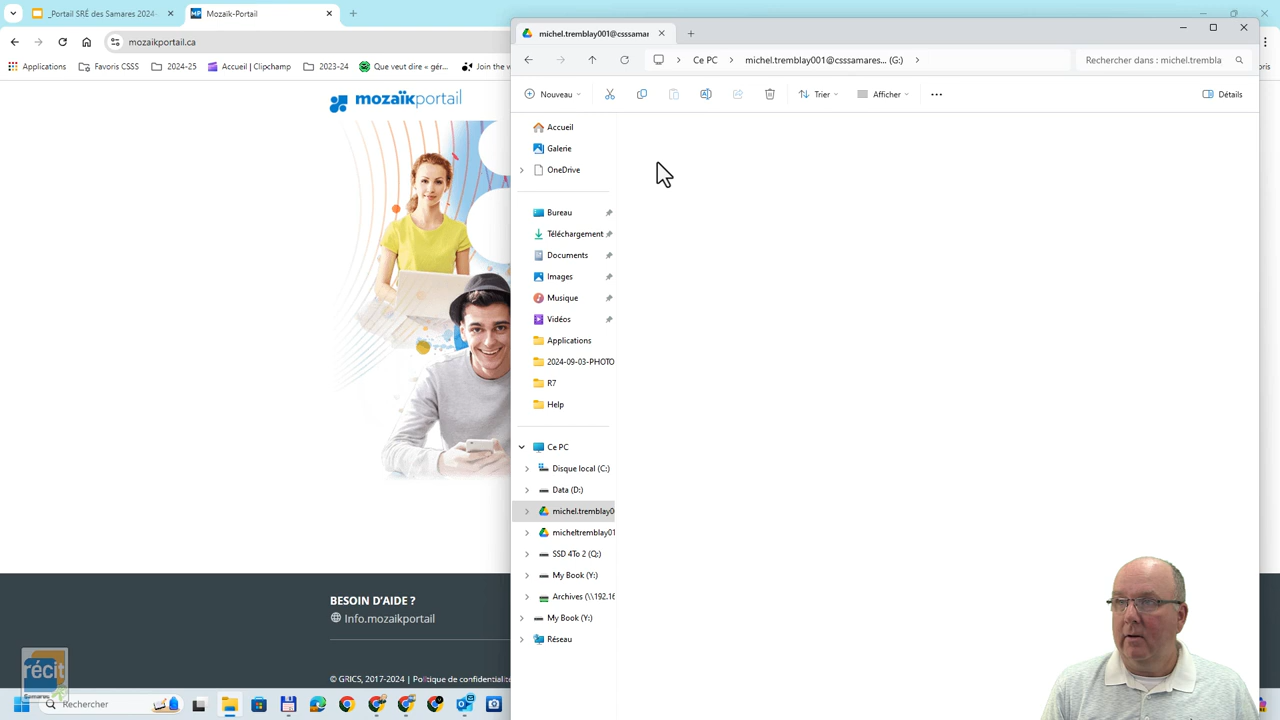 _Portail SRÉ des Samares 2024-
Mozaïk-Portail
mozaikportail.ca
Applications
Favoris CSSS
2024-25
Accueil | Clipchamp
2023-24
Que veut dire « gér...
Join the w
mozaïkportail
BESOIN D'AIDE ?
Info.mozaikportail
© GRICS, 2017-2024 | Politique de confidentialité
récit
Samares
Rechercher
michel.tremblay001@csssamar
Ce PC
michel.tremblay001@csssamares... (G:)
Rechercher dans : michel.trembla
Nouveau
Trier
Afficher
Détails
Accueil
Galerie
OneDrive
Bureau
Téléchargement
Documents
Images
Musique
Vidéos
Applications
2024-09-03-PHOTO
R7
Help
Ce PC
Disque local (C:)
Data (D:)
michel.tremblay0
micheltremblay01
SSD 4To 2 (Q:)
My Book (Y:)
Archives (\\192.16
My Book (Y:)
Réseau